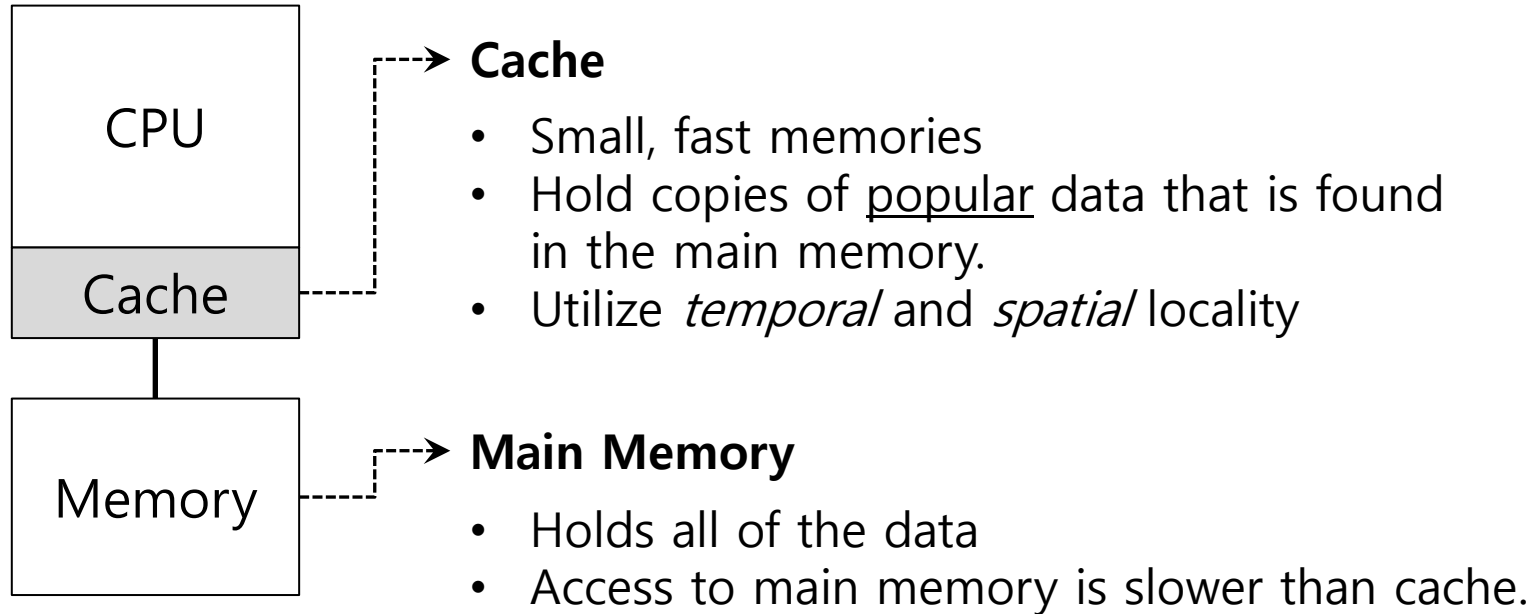 CPU
Cache
Memory
Cache
• Small, fast memories
• Hold copies of popular data that is found
in the main memory.
• Utilize temporal and spatial locality
Main Memory
• Holds all of the data
• Access to main memory is slower than cache.